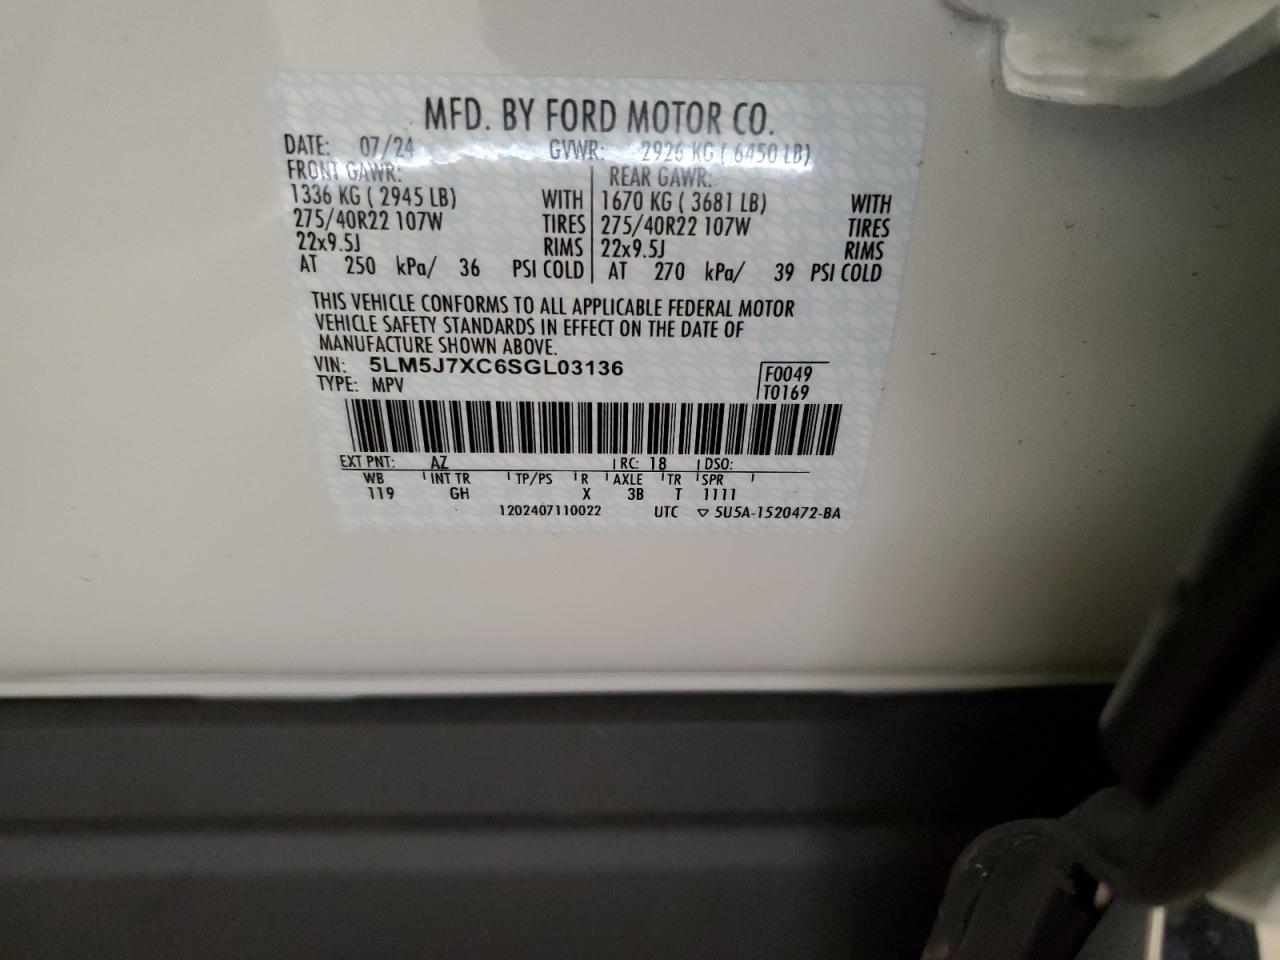 MFD. BY FORD MOTOR CO.
DATE: 07/24 GVWR: 2926 KG ( 6450 LB)
FRONT GAWR: REAR GAWR:
1336 KG ( 2945 LB) WITH 1670 KG ( 3681 LB) WITH
275/40R22 107W TIRES 275/40R22 107W TIRES
22x9.5J RIMS 22x9.5J RIMS
AT 250 kPa/ 36 PSI COLD AT 270 kPa/ 39 PSI COLD
THIS VEHICLE CONFORMS TO ALL APPLICABLE FEDERAL MOTOR
VEHICLE SAFETY STANDARDS IN EFFECT ON THE DATE OF
MANUFACTURE SHOWN ABOVE.
VIN: 5LM5J7XC6SGL03136 F0049
TYPE: MPV T0169
EXT PNT: AZ RC: 18 DSO:
WB INT TR TP/PS R AXLE TR SPR
119 GH X 3B T 1111
1202407110022 UTC ▽ 5U5A-1520472-BA